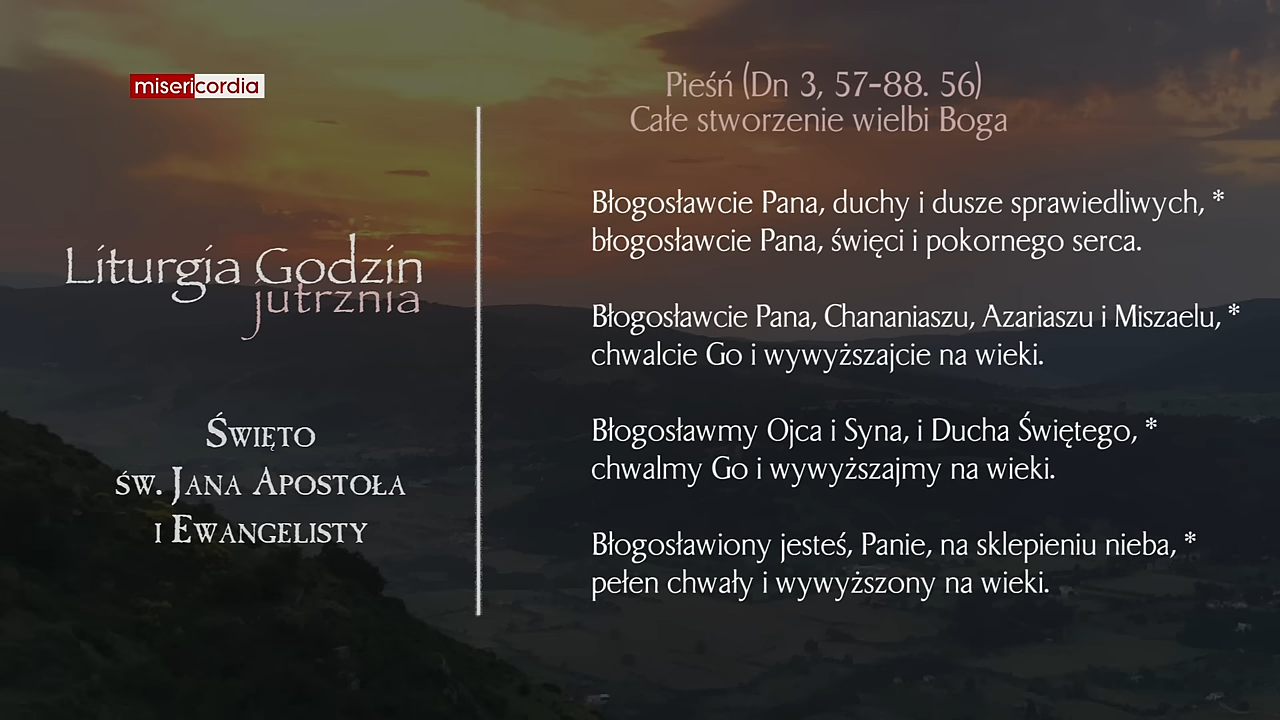 misericordia
Liturgia Godzin
jutrznia
Święto
św. Jana Apostoła
i Ewangelisty
Pieśń (Dn 3, 57-88. 56)
Całe stworzenie wielbi Boga
Błogosławcie Pana, duchy i dusze sprawiedliwych, *
błogosławcie Pana, święci i pokornego serca.
Błogosławcie Pana, Chananiaszu, Azariaszu i Miszaelu, *
chwalcie Go i wywyższajcie na wieki.
Błogosławmy Ojca i Syna, i Ducha Świętego, *
chwalmy Go i wywyższajmy na wieki.
Błogosławiony jesteś, Panie, na sklepieniu nieba, *
pełen chwały i wywyższony na wieki.